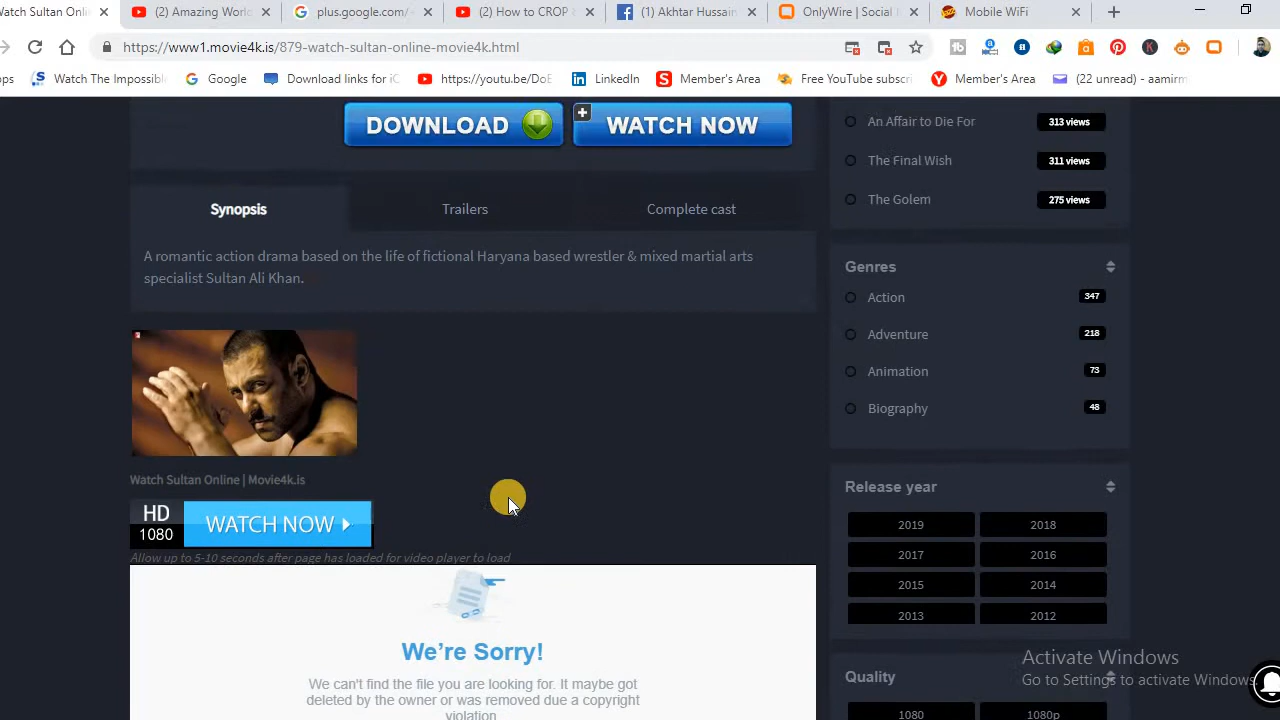 Watch Sultan Onli
(2) Amazing Worl
plus.google.com/
(2) How to CROP
(1) Akhtar Hussain
OnlyWire | Social
Mobile WiFi
https://www1.movie4k.is/879-watch-sultan-online-movie4k.html
ps
Watch The Impossibl
Google
Download links for iC
https://youtu.be/DoE
LinkedIn
Member's Area
Free YouTube subscri
Member's Area
(22 unread) - aamirm
DOWNLOAD
WATCH NOW
An Affair to Die For
313 views
The Final Wish
311 views
The Golem
275 views
Synopsis
Trailers
Complete cast
A romantic action drama based on the life of fictional Haryana based wrestler & mixed martial arts
specialist Sultan Ali Khan.
Genres
Action
347
Adventure
218
Animation
73
Biography
48
Watch Sultan Online | Movie4k.is
HD
1080
WATCH NOW
Allow up to 5-10 seconds after page has loaded for video player to load
Release year
2019
2018
2017
2016
2015
2014
2013
2012
We're Sorry!
We can't find the file you are looking for. It maybe got
deleted by the owner or was removed due a copyright
violation.
Activate Windows
Go to Settings to activate Windows.
Quality
1080
1080p